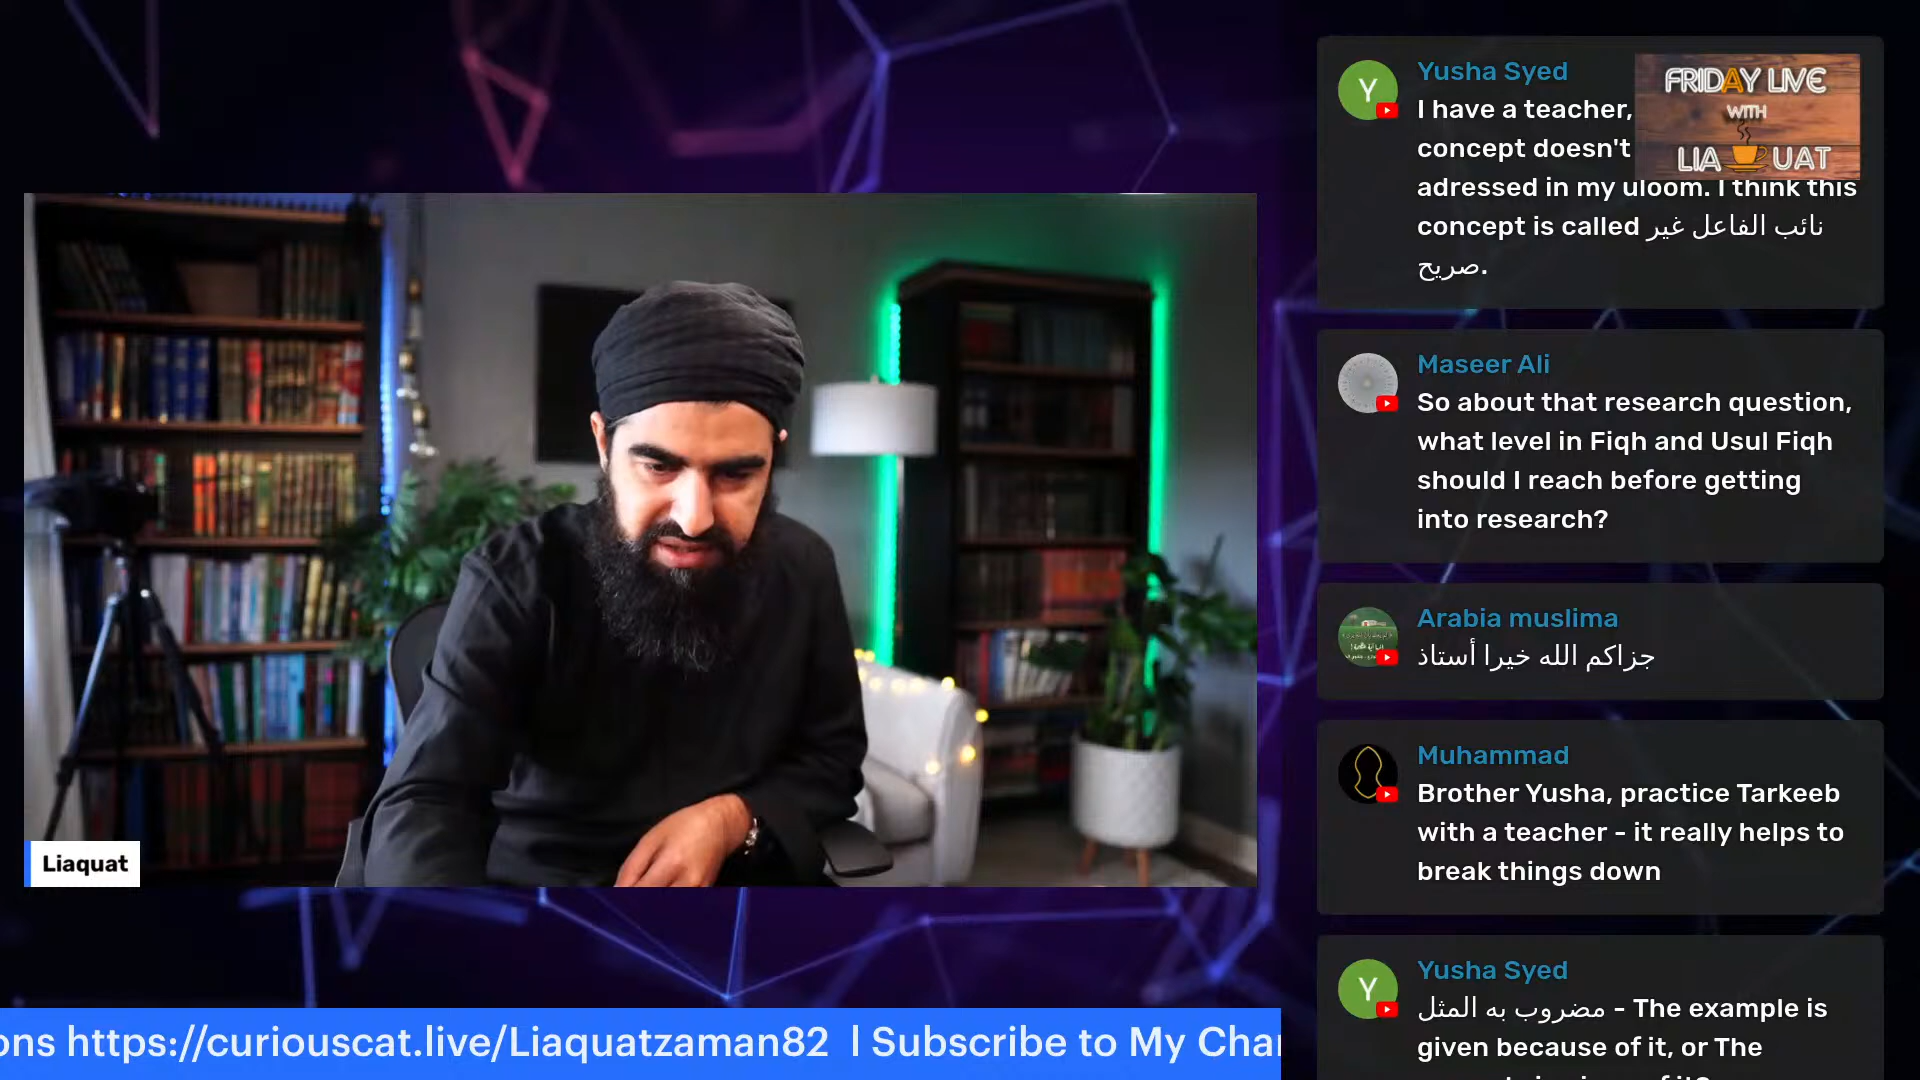 Yusha Syed
I have a teacher,
concept doesn't
adressed in my uloom. I think this
concept is called نائب الفاعل غير
صريح.
FRIDAY LIVE
WITH
LIA UAT
Maseer Ali
So about that research question,
what level in Fiqh and Usul Fiqh
should I reach before getting
into research?
Arabia muslima
جزاكم الله خيرا أستاذ
Muhammad
Brother Yusha, practice Tarkeeb
with a teacher - it really helps to
break things down
Y
Yusha Syed
مضروب به المثل - The example is
given because of it, or The
Y
Liaquat
ons https://curiouscat.live/Liaquatzaman82 | Subscribe to My Cha